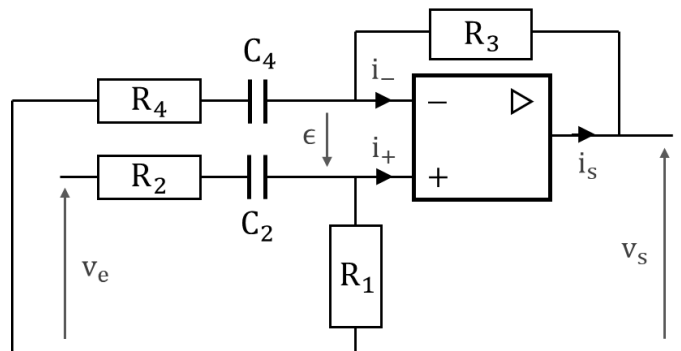 R₃
C₄
i₋
R₄
− ▷
ϵ
i₊
R₂
+
iₛ
C₂
vₑ
R₁
vₛ